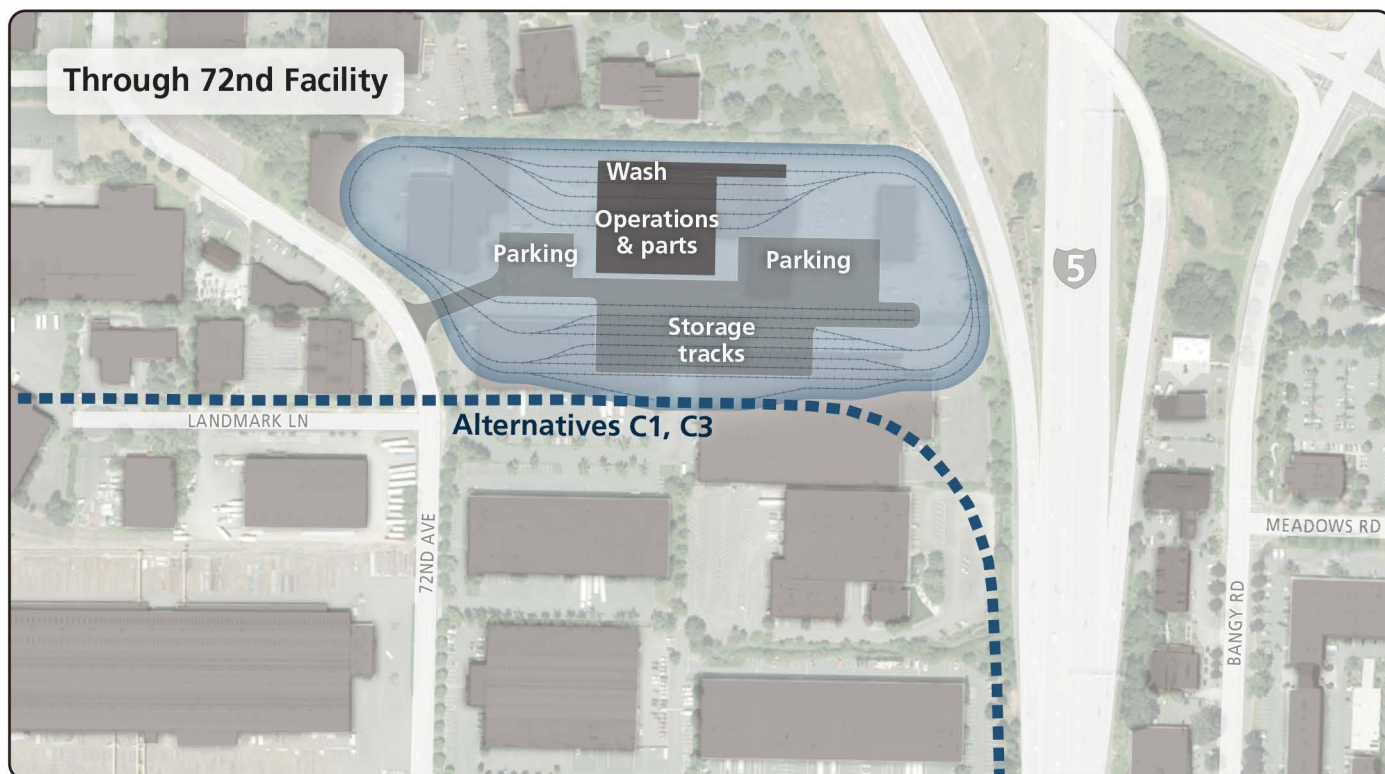 Through 72nd Facility
Wash
Operations
& parts
Parking
Parking
5
Storage
tracks
LANDMARK LN
Alternatives C1, C3
72ND AVE
MEADOWS RD
BANGY RD